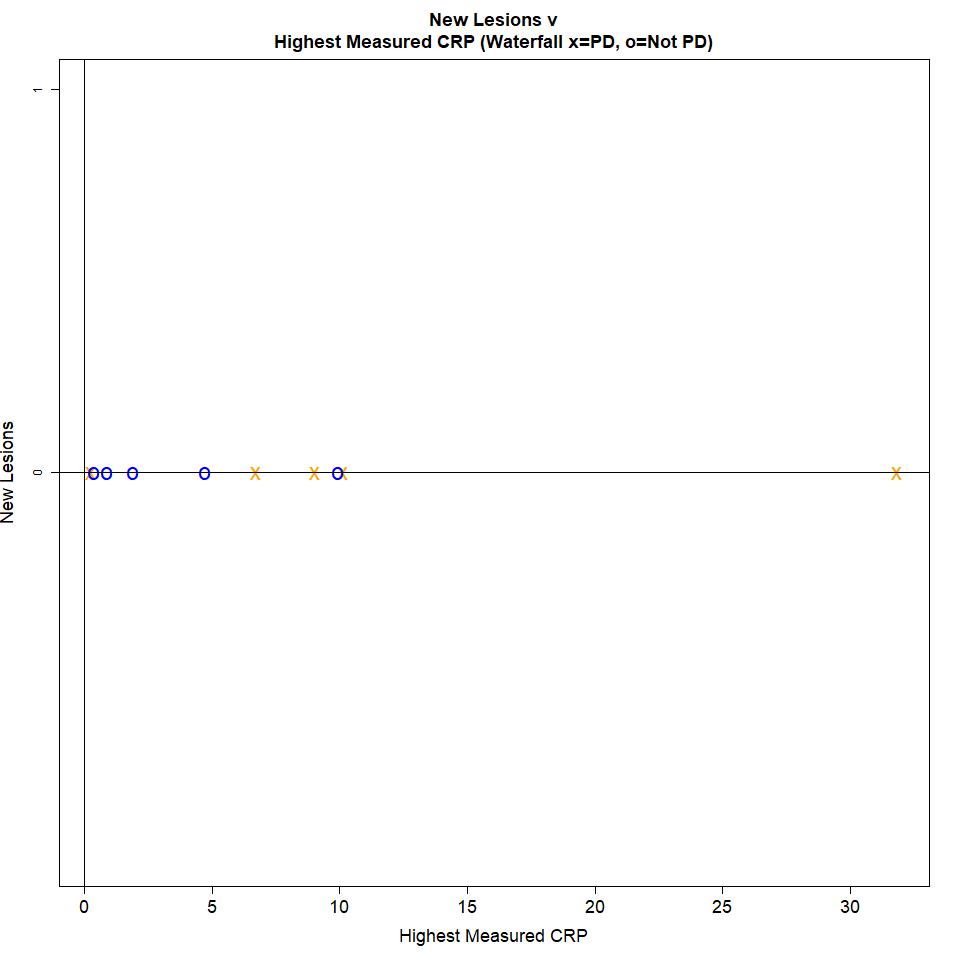 New Lesions v
Highest Measured CRP (Waterfall x=PD, o=Not PD)
New Lesions
1
0
x o o o o x x o x x
0 5 10 15 20 25 30
Highest Measured CRP